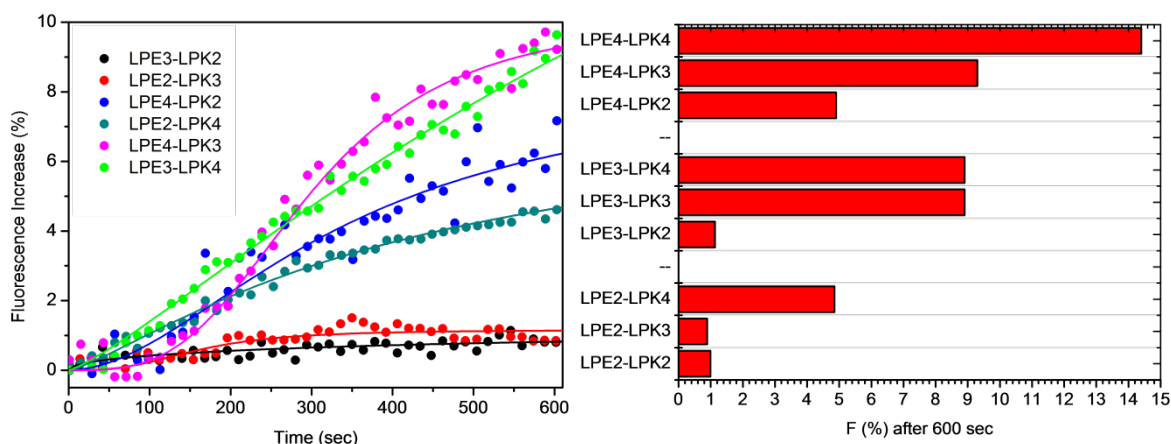 10
8
6
4
2
0
Fluorescence Increase (%)
LPE3-LPK2
LPE2-LPK3
LPE4-LPK2
LPE2-LPK4
LPE4-LPK3
LPE3-LPK4
0 100 200 300 400 500 600
Time (sec)
LPE4-LPK4
LPE4-LPK3
LPE4-LPK2
--
LPE3-LPK4
LPE3-LPK3
LPE3-LPK2
--
LPE2-LPK4
LPE2-LPK3
LPE2-LPK2
0 1 2 3 4 5 6 7 8 9 10 11 12 13 14 15
F (%) after 600 sec